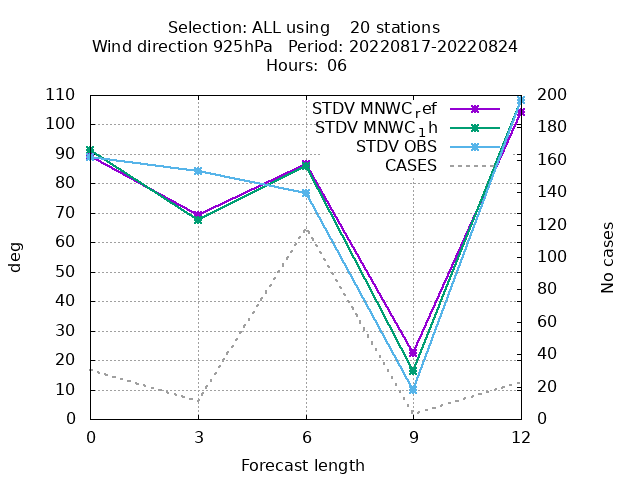 Selection: ALL using    20 stations
Wind direction 925hPa   Period: 20220817-20220824
Hours:  06
110
100
90
80
70
60
50
40
30
20
10
0
200
180
160
140
120
100
80
60
40
20
0
0 3 6 9 12
deg
No cases
Forecast length
STDV MNWCref
STDV MNWC1h
STDV OBS
CASES